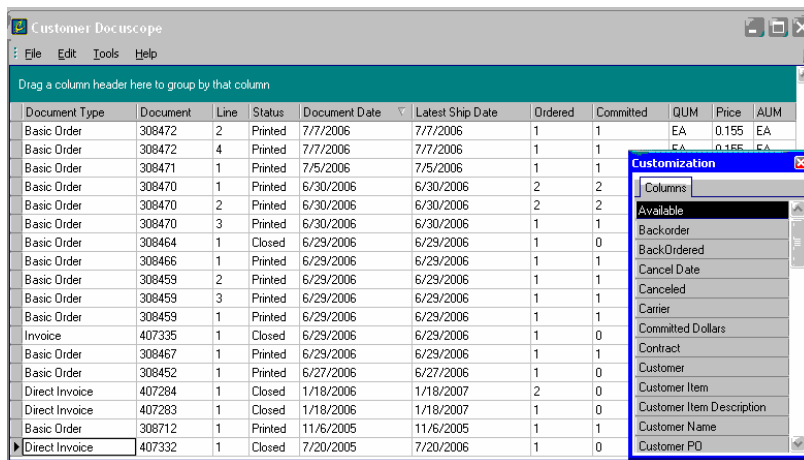 Customer Docuscope
File Edit Tools Help
Drag a column header here to group by that column
Document Type Document Line Status Document Date Latest Ship Date Ordered Committed QUM Price AUM
Basic Order 308472 2 Printed 7/7/2006 7/7/2006 1 1 EA 0.155 EA
Basic Order 308472 4 Printed 7/7/2006 7/7/2006 1 1 EA 0.155 EA
Basic Order 308471 1 Printed 7/5/2006 7/5/2006 1 1
Basic Order 308470 1 Printed 6/30/2006 6/30/2006 2 2
Basic Order 308470 2 Printed 6/30/2006 6/30/2006 2 2
Basic Order 308470 3 Printed 6/30/2006 6/30/2006 1 1
Basic Order 308464 1 Closed 6/29/2006 6/29/2006 1 0
Basic Order 308466 1 Printed 6/29/2006 6/29/2006 1 1
Basic Order 308459 2 Printed 6/29/2006 6/29/2006 1 1
Basic Order 308459 3 Printed 6/29/2006 6/29/2006 1 1
Basic Order 308459 1 Printed 6/29/2006 6/29/2006 1 1
Invoice 407335 1 Closed 6/29/2006 6/29/2006 1 0
Basic Order 308467 1 Printed 6/29/2006 6/29/2006 1 1
Basic Order 308452 1 Printed 6/27/2006 6/27/2006 1 0
Direct Invoice 407284 1 Closed 1/18/2006 1/18/2007 2 0
Direct Invoice 407283 1 Closed 1/18/2006 1/18/2007 1 0
Basic Order 308712 1 Printed 11/6/2005 11/6/2005 1 1
Direct Invoice 407332 1 Closed 7/20/2005 7/20/2006 1 0
Customization
Columns
Available
Backorder
BackOrdered
Cancel Date
Canceled
Carrier
Committed Dollars
Contract
Customer
Customer Item
Customer Item Description
Customer Name
Customer PO